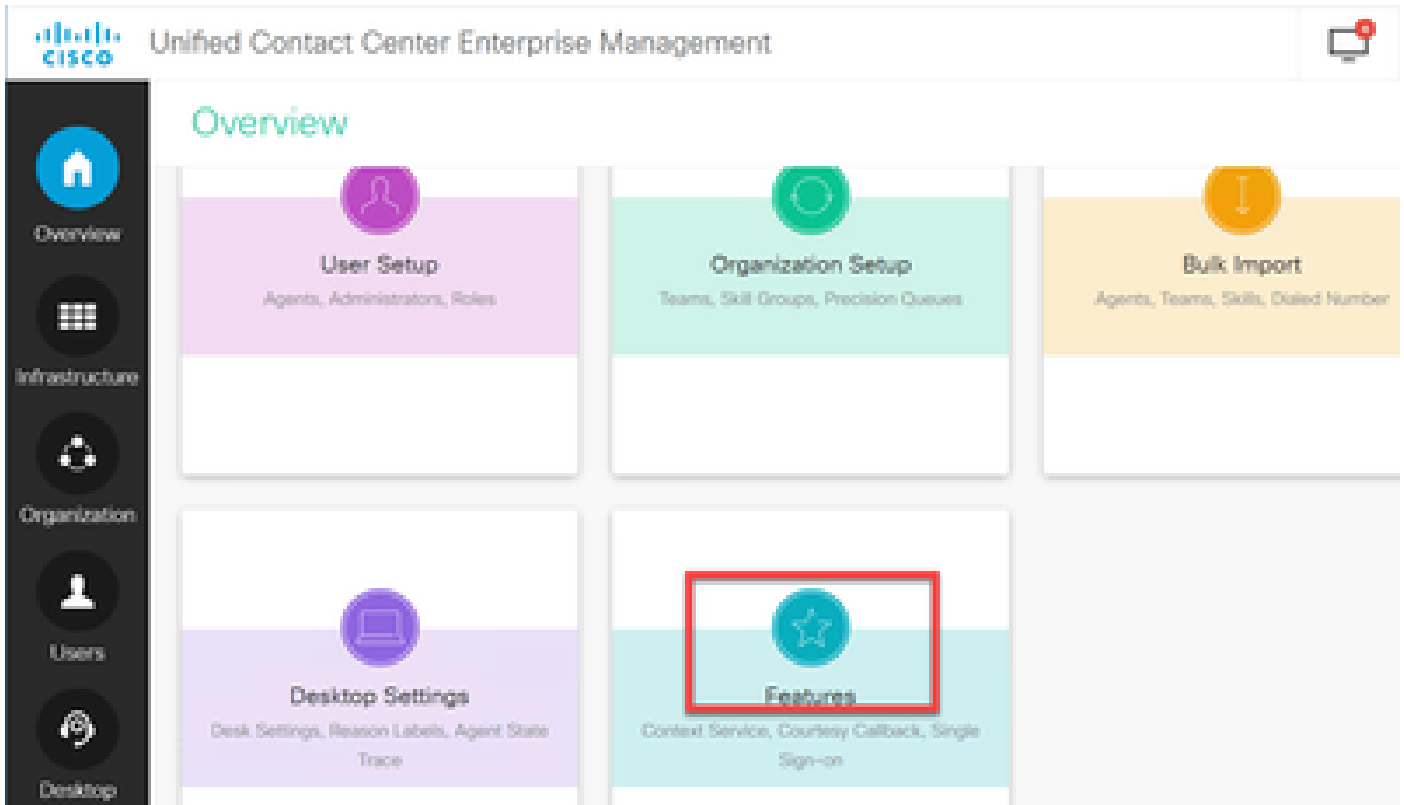 CISCO Unified Contact Center Enterprise Management
Overview
Overview
User Setup
Agents, Administrators, Roles
Organization Setup
Teams, Skill Groups, Precision Queues
Bulk Import
Agents, Teams, Skills, Dialed Number
Infrastructure
Organization
Users
Desktop
Desktop Settings
Desk Settings, Reason Labels, Agent State
Trace
Features
Context Service, Courtesy Callback, Single
Sign-on